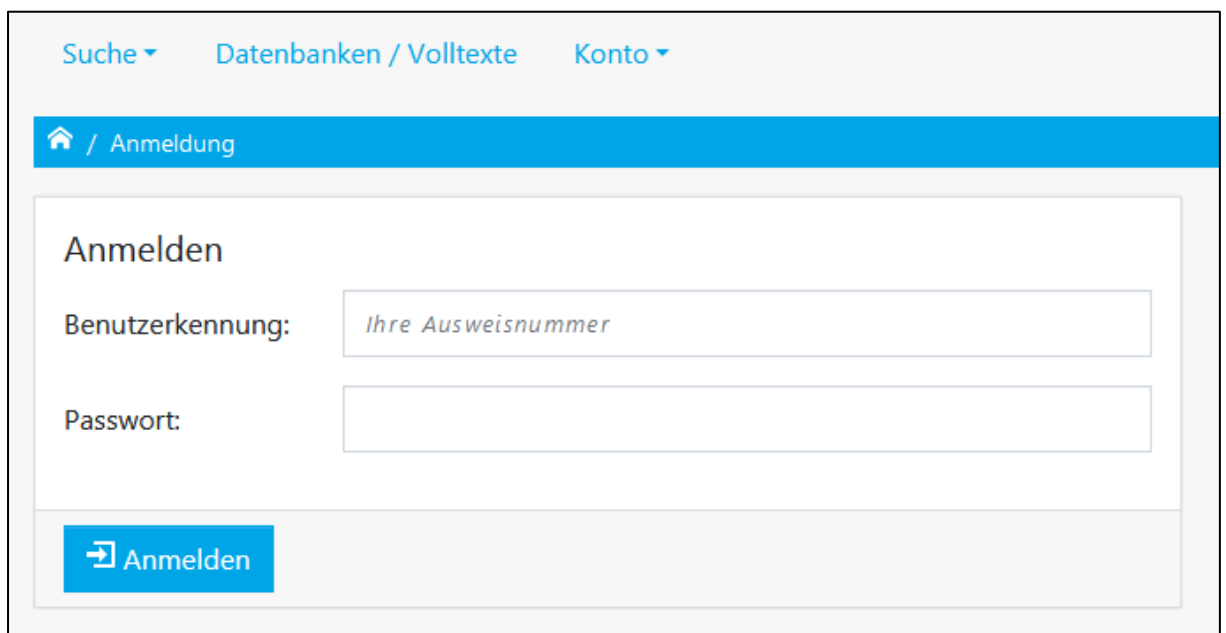 Suche Datenbanken / Volltexte Konto
/ Anmeldung
Anmelden
Benutzerkennung: Ihre Ausweisnummer
Passwort:
Anmelden